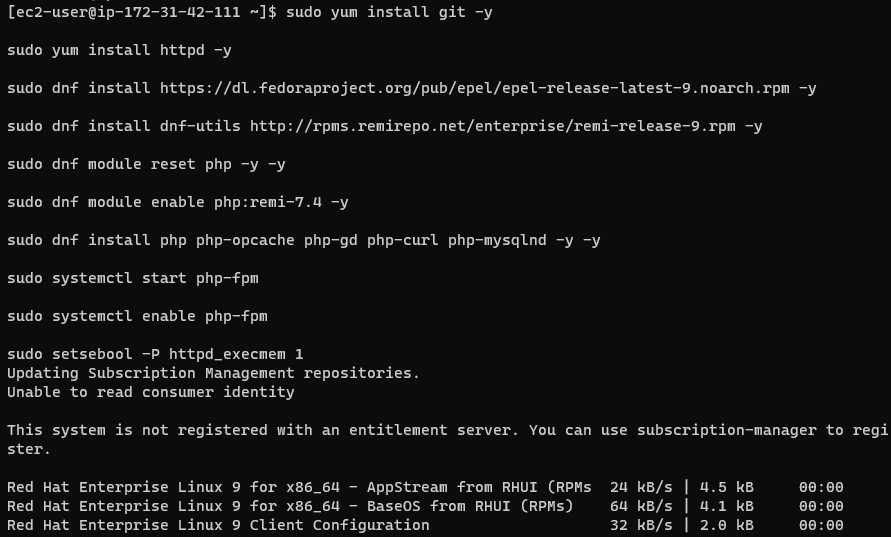 [ec2-user@ip-172-31-42-111 ~]$ sudo yum install git -y
sudo yum install httpd -y
sudo dnf install https://dl.fedoraproject.org/pub/epel/epel-release-latest-9.noarch.rpm -y
sudo dnf install dnf-utils http://rpms.remirepo.net/enterprise/remi-release-9.rpm -y
sudo dnf module reset php -y -y
sudo dnf module enable php:remi-7.4 -y
sudo dnf install php php-opcache php-gd php-curl php-mysqlnd -y -y
sudo systemctl start php-fpm
sudo systemctl enable php-fpm
sudo setsebool -P httpd_execmem 1
Updating Subscription Management repositories.
Unable to read consumer identity
This system is not registered with an entitlement server. You can use subscription-manager to regi
ster.
Red Hat Enterprise Linux 9 for x86_64 - AppStream from RHUI (RPMs  24 kB/s | 4.5 kB     00:00
Red Hat Enterprise Linux 9 for x86_64 - BaseOS from RHUI (RPMs)    64 kB/s | 4.1 kB     00:00
Red Hat Enterprise Linux 9 Client Configuration                    32 kB/s | 2.0 kB     00:00